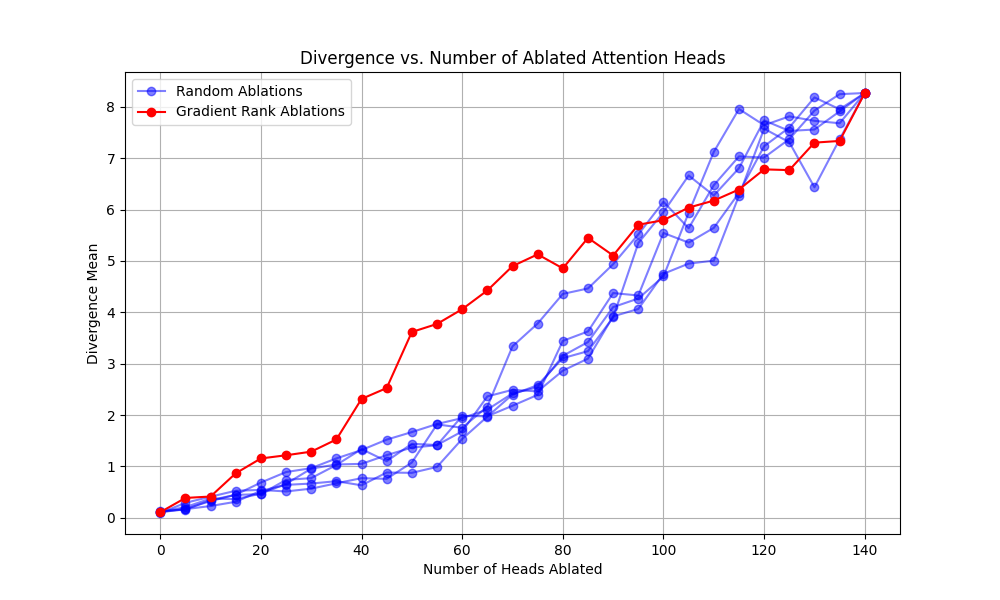 Divergence vs. Number of Ablated Attention Heads
Random Ablations
Gradient Rank Ablations
Divergence Mean
8
7
6
5
4
3
2
1
0
0 20 40 60 80 100 120 140
Number of Heads Ablated